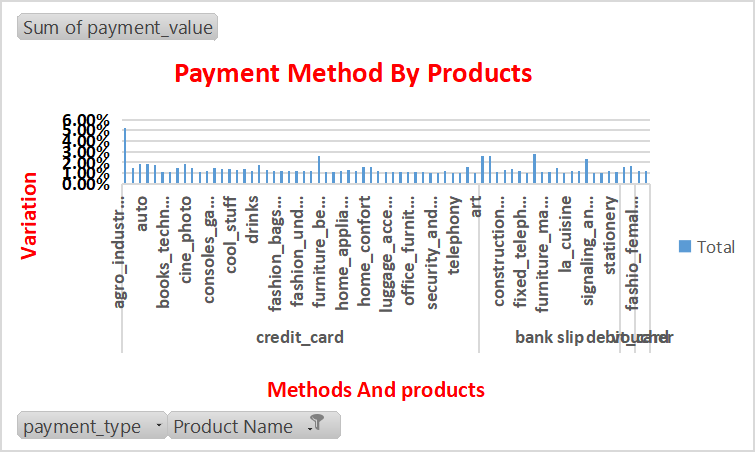 Sum of payment_value
Payment Method By Products
6.00%
5.00%
4.00%
3.00%
2.00%
1.00%
0.00%
Variation
agro_industr...
auto
books_techn...
cine_photo
consoles_ga...
cool_stuff
drinks
fashion_bags...
fashion_und...
furniture_be...
home_applia...
home_confort
luggage_acce...
office_furnit...
security_and...
telephony
art
construction...
fixed_teleph...
furniture_ma...
la_cuisine
signaling_an...
stationery
fashio_femal...
credit_card
bank slip
debit_card
voucher
Total
Methods And products
payment_type
Product Name